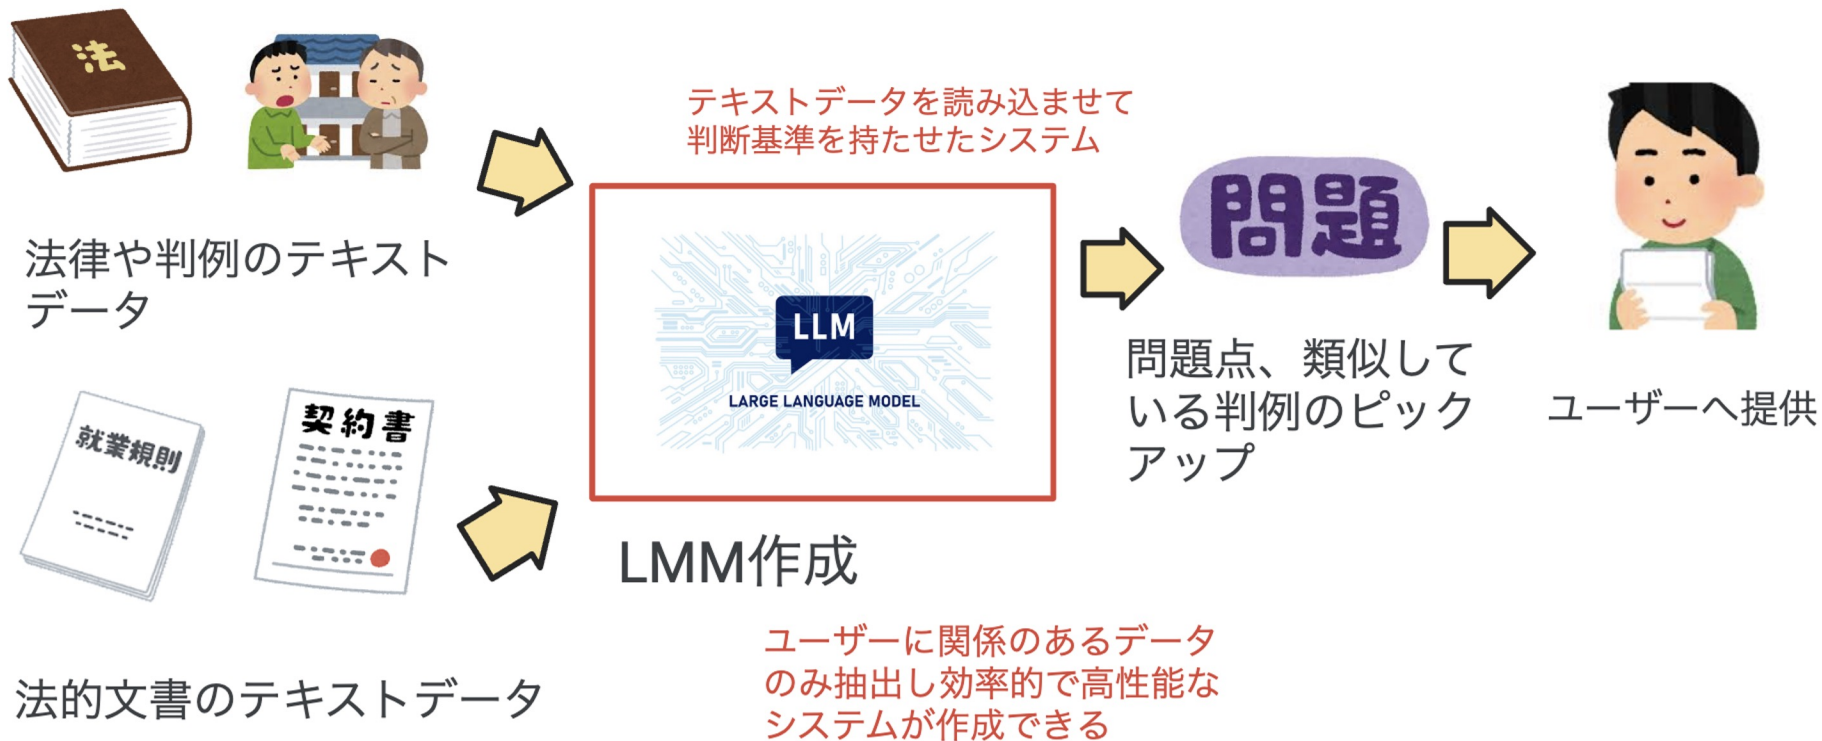 法
テキストデータを読み込ませて
判断基準を持たせたシステム
法律や判例のテキスト
データ
就業規則
契約書
法的文書のテキストデータ
LLM
LARGE LANGUAGE MODEL
LMM作成
ユーザーに関係のあるデータ
のみ抽出し効率的で高性能な
システムが作成できる
問題
問題点、類似して
いる判例のピック
アップ
ユーザーへ提供